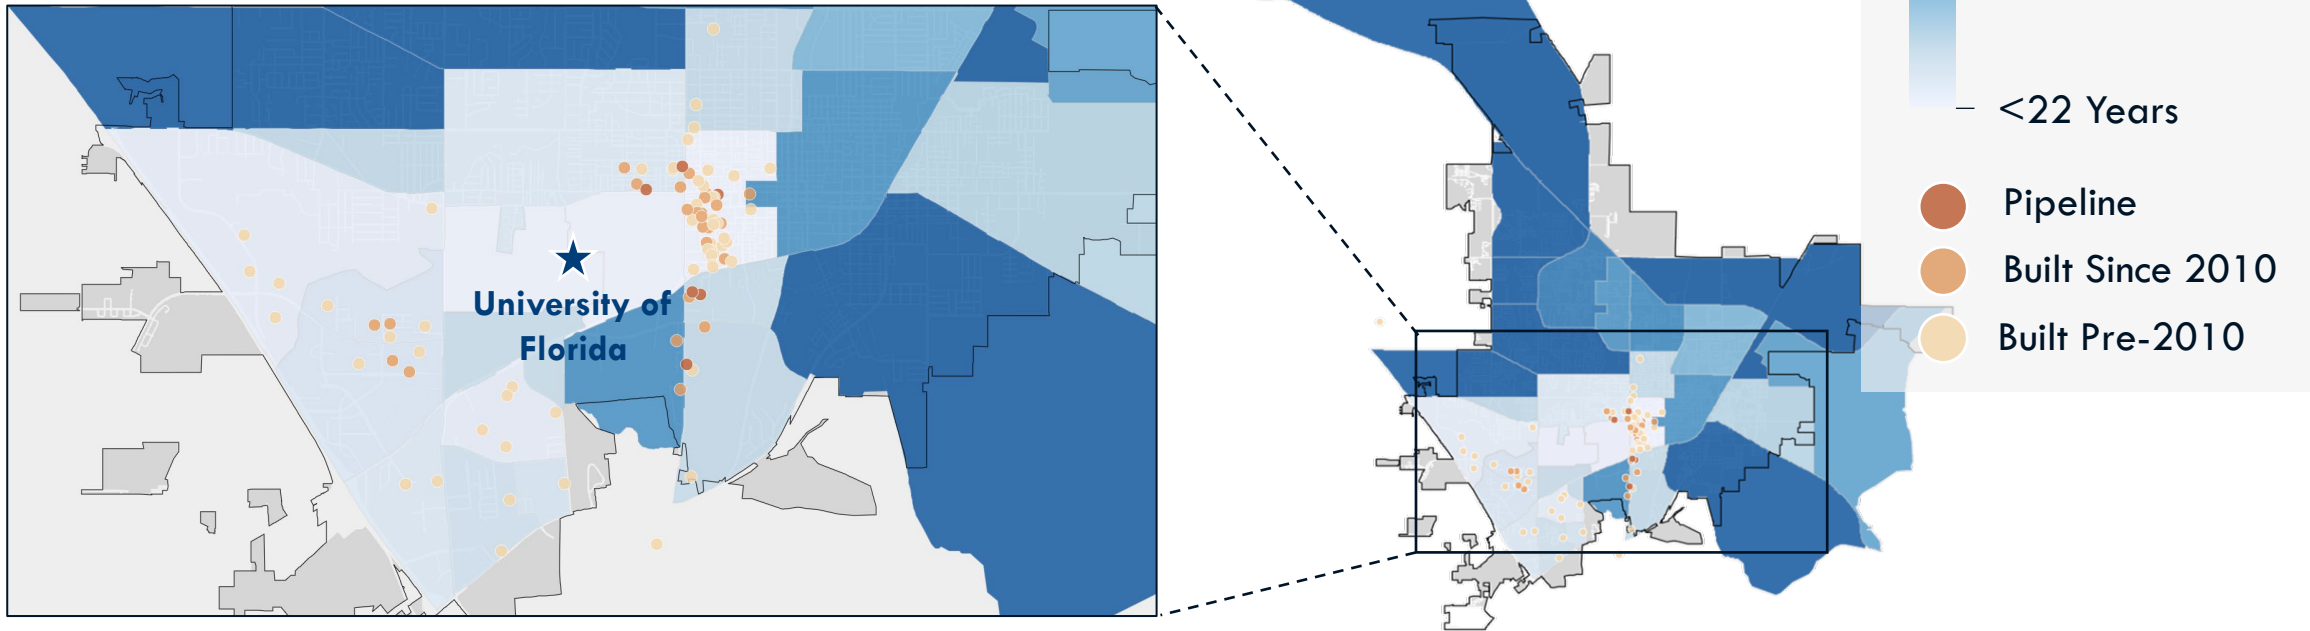 University of
Florida
<22 Years
Pipeline
Built Since 2010
Built Pre-2010